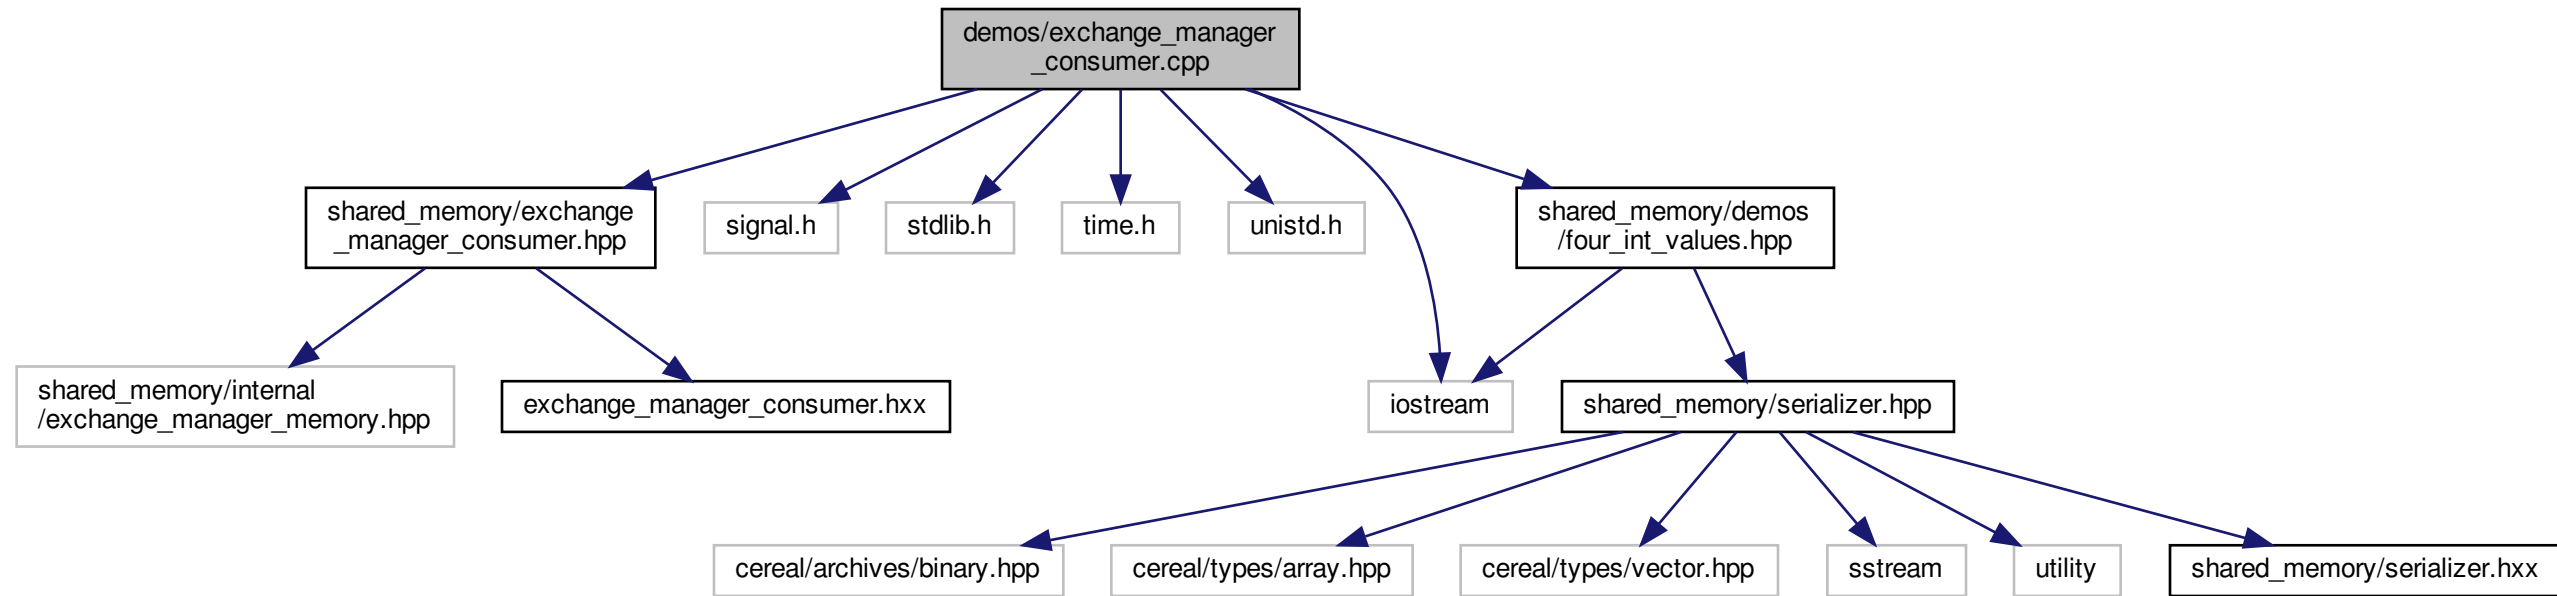 demos/exchange_manager
_consumer.cpp
shared_memory/exchange
_manager_consumer.hpp
signal.h
stdlib.h
time.h
unistd.h
shared_memory/demos
/four_int_values.hpp
shared_memory/internal
/exchange_manager_memory.hpp
exchange_manager_consumer.hxx
iostream
shared_memory/serializer.hpp
cereal/archives/binary.hpp
cereal/types/array.hpp
cereal/types/vector.hpp
sstream
utility
shared_memory/serializer.hxx